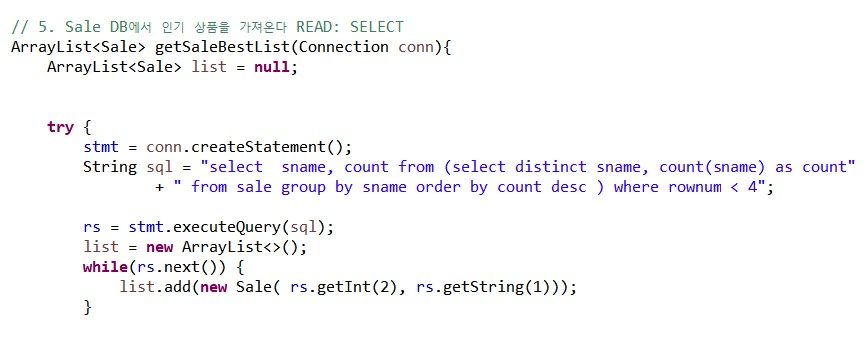 // 5. Sale DB에서 인기 상품을 가져온다 READ: SELECT
ArrayList<Sale> getSaleBestList(Connection conn){
ArrayList<Sale> list = null;
try {
stmt = conn.createStatement();
String sql = "select  sname, count from (select distinct sname, count(sname) as count"
+ " from sale group by sname order by count desc ) where rownum < 4";
rs = stmt.executeQuery(sql);
list = new ArrayList<>();
while(rs.next()) {
list.add(new Sale( rs.getInt(2), rs.getString(1)));
}